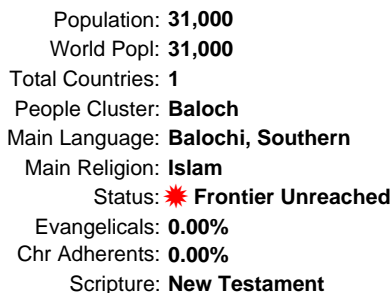 Population: 31,000
World Popl: 31,000
Total Countries: 1
People Cluster: Baloch
Main Language: Balochi, Southern
Main Religion: Islam
Status: Frontier Unreached
Evangelicals: 0.00%
Chr Adherents: 0.00%
Scripture: New Testament